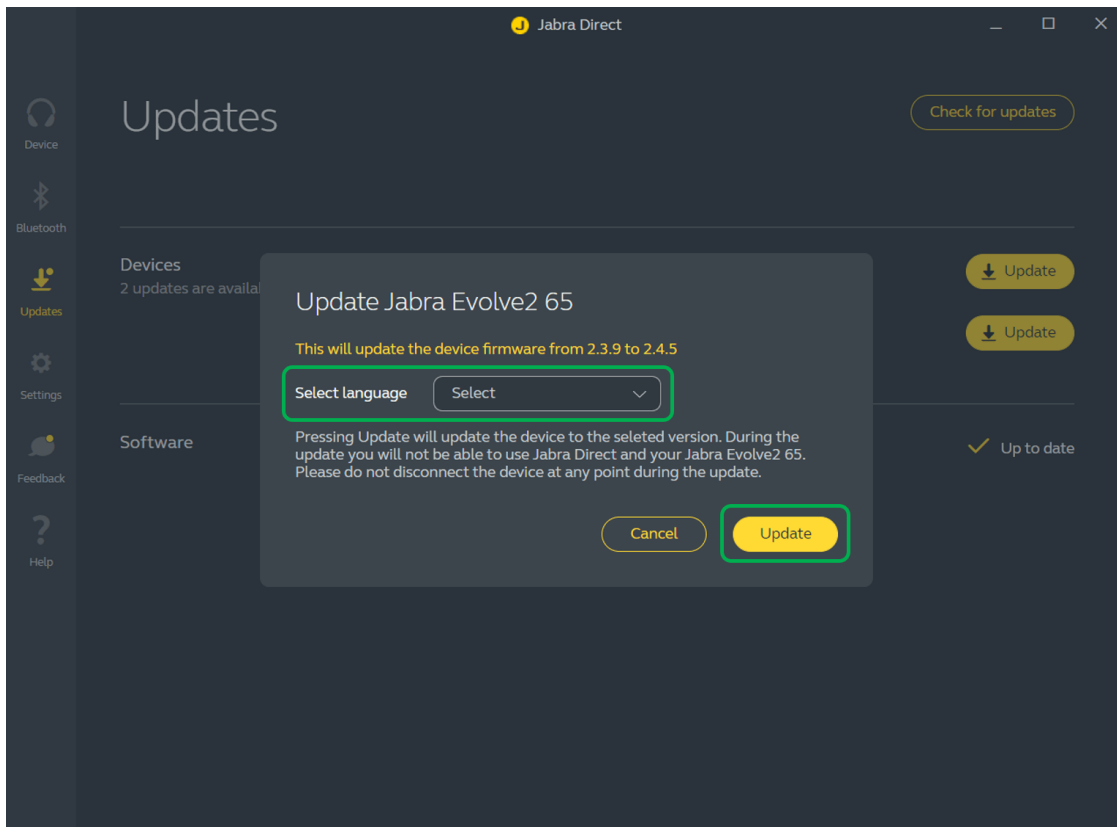 Jabra Direct
Device
Bluetooth
Updates
Settings
Feedback
Help
Updates
Check for updates
Devices
2 updates are availa
Update
Update
Software
Up to date
Update Jabra Evolve2 65
This will update the device firmware from 2.3.9 to 2.4.5
Select language Select
Pressing Update will update the device to the seleted version. During the
update you will not be able to use Jabra Direct and your Jabra Evolve2 65.
Please do not disconnect the device at any point during the update.
Cancel Update